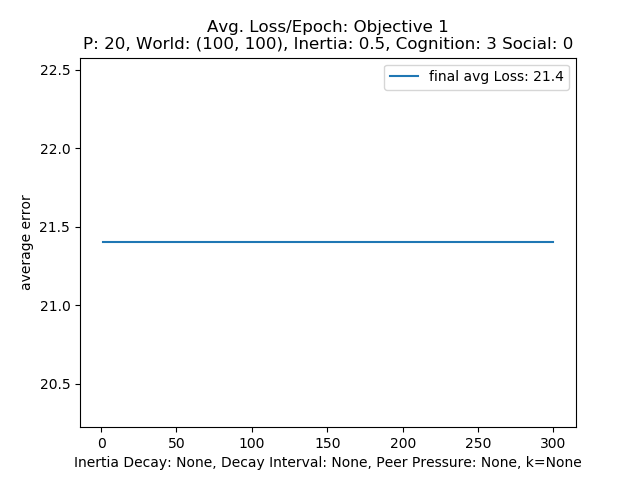 Avg. Loss/Epoch: Objective 1
P: 20, World: (100, 100), Inertia: 0.5, Cognition: 3 Social: 0
final avg Loss: 21.4
22.5
22.0
21.5
21.0
20.5
average error
0 50 100 150 200 250 300
Inertia Decay: None, Decay Interval: None, Peer Pressure: None, k=None